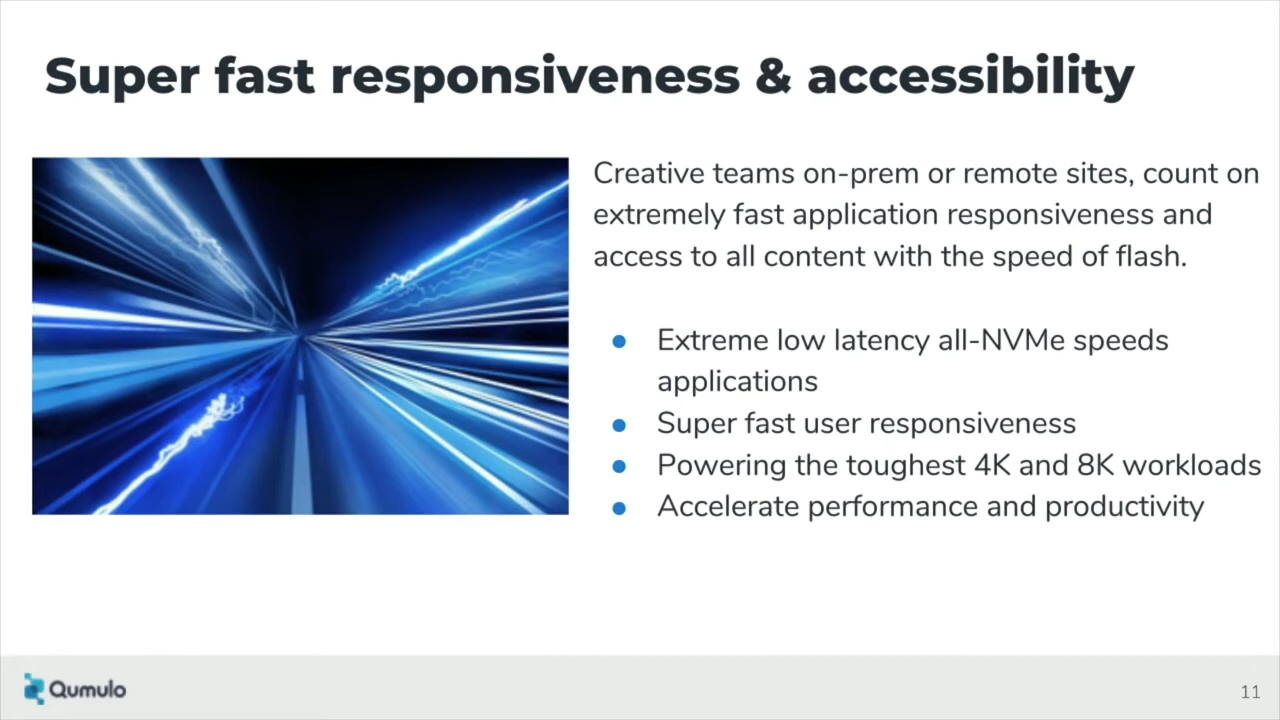 Super fast responsiveness & accessibility
Creative teams on-prem or remote sites, count on
extremely fast application responsiveness and
access to all content with the speed of flash.
● Extreme low latency all-NVMe speeds
applications
● Super fast user responsiveness
● Powering the toughest 4K and 8K workloads
● Accelerate performance and productivity
Qumulo
11